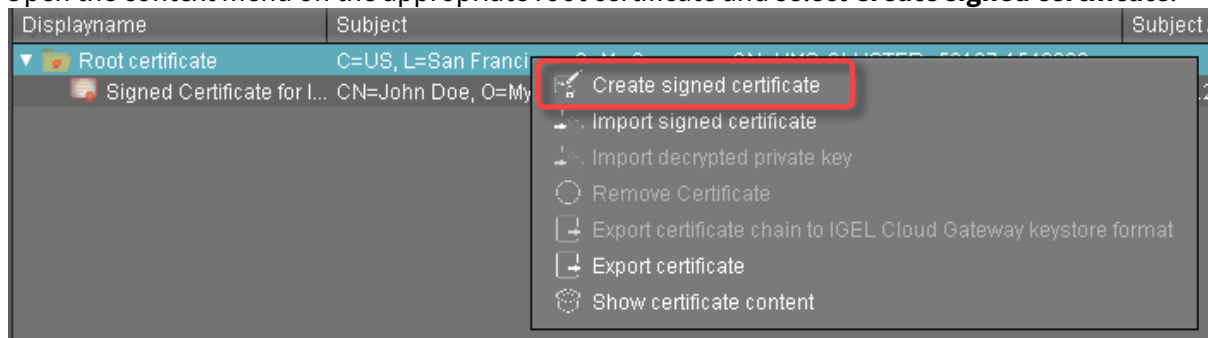 Open the context menu on the appropriate root certificate and select Create signed certificate.
Displayname Subject Subject
Root certificate C=US, L=San Franci
Signed Certificate for I... CN=John Doe, O=My
Create signed certificate
Import signed certificate
Import decrypted private key
Remove Certificate
Export certificate chain to IGEL Cloud Gateway keystore format
Export certificate
Show certificate content